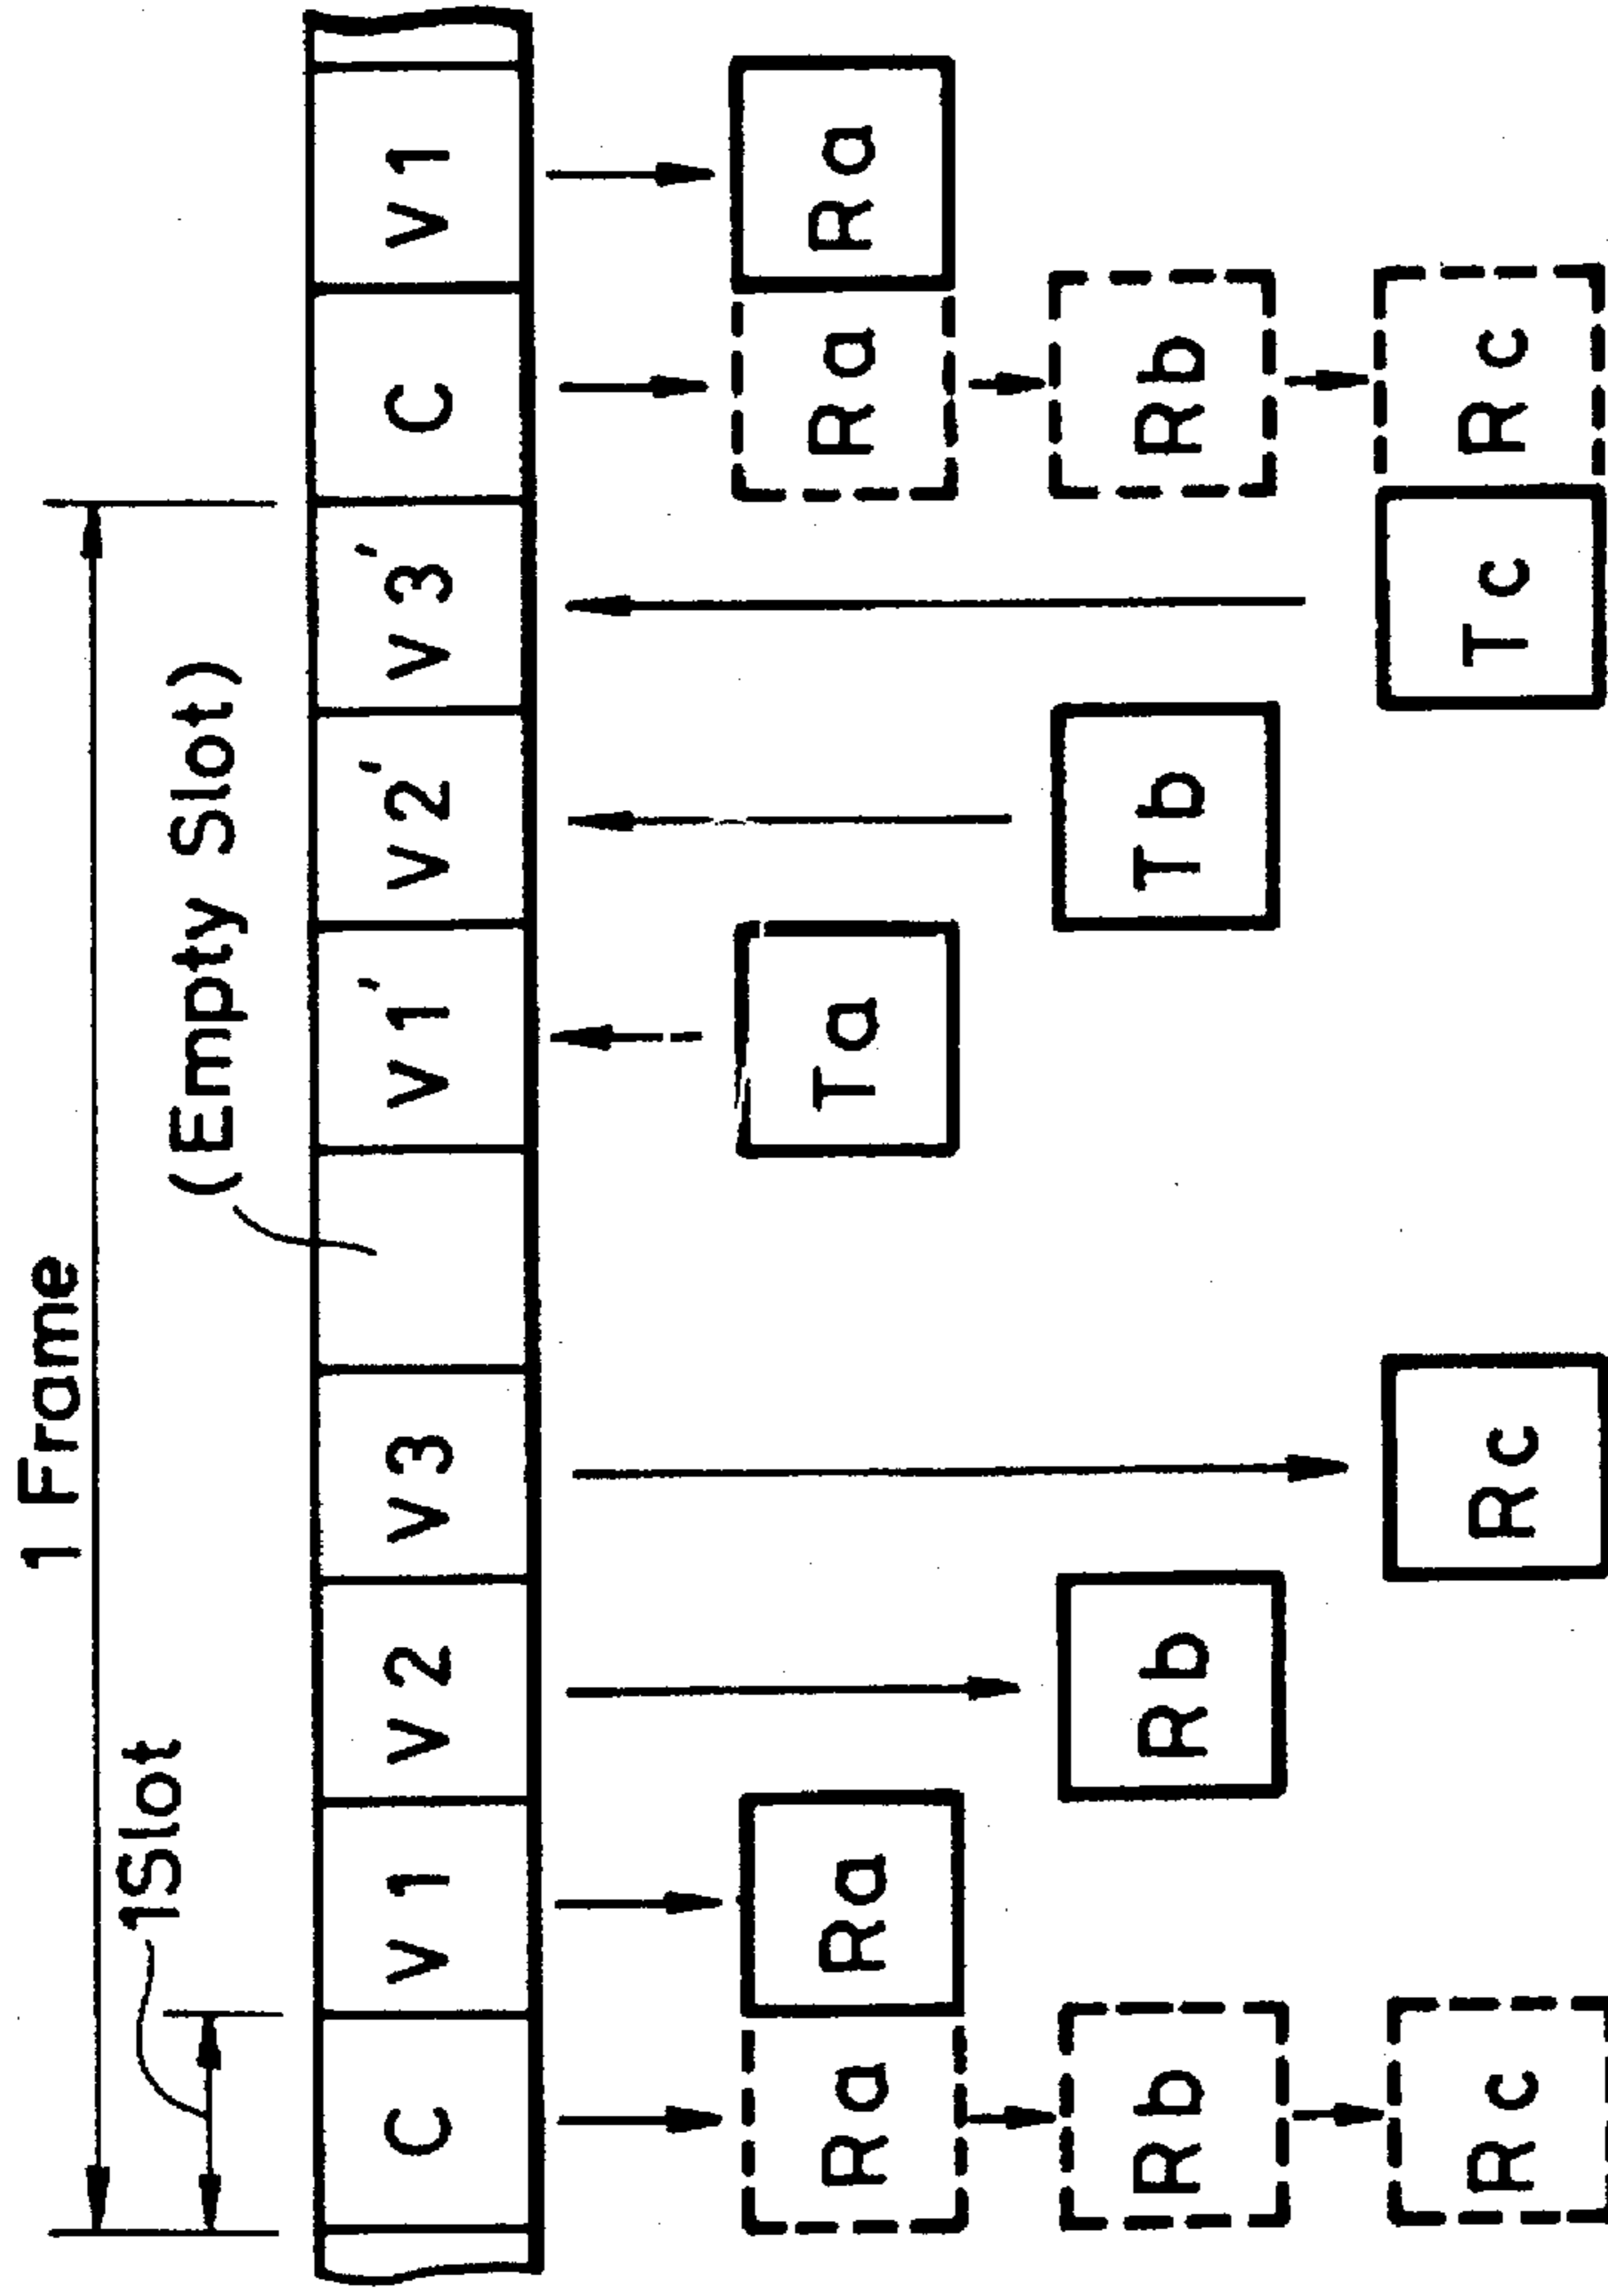 1 Frame
1Slot
(Empty Slot)
C V1 V2 V3 V1' V2' V3' C V1
Ra Ra Ta Ra Ra
Rb Rb Tb Rb
Rc Rc Tc Rc